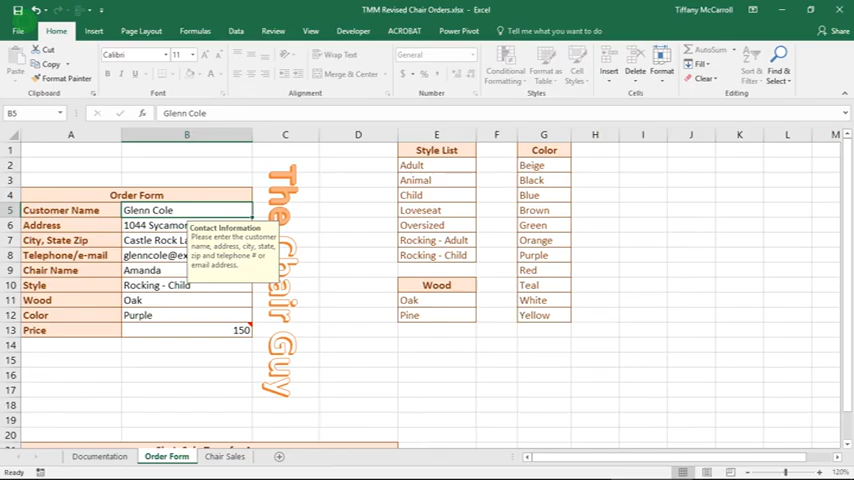 TMM Revised Chair Orders.xlsx - Excel
Tiffany McCarroll
File Home Insert Page Layout Formulas Data Review View Developer ACROBAT Power Pivot Tell me what you want to do Share
Cut
Copy
Format Painter
Paste
Clipboard
Calibri 11
Font
Wrap Text
Merge & Center
Alignment
General
Number
Conditional Formatting
Format as Table
Cell Styles
Styles
Insert
Delete
Format
Cells
AutoSum
Fill
Clear
Sort & Filter
Find & Select
Editing
B5 Glenn Cole
A B C D E F G H I J K L M
1 Style List Color
2 Adult Beige
3 Animal Black
4 Order Form Child Blue
5 Customer Name Glenn Cole Loveseat Brown
6 Address 1044 Sycamor Oversized Green
7 City, State Zip Castle Rock La Rocking - Adult Orange
8 Telephone/e-mail glenncole@ex Rocking - Child Purple
9 Chair Name Amanda Red
10 Style Rocking - Child Wood Teal
11 Wood Oak Oak White
12 Color Purple Pine Yellow
13 Price 150
14
15
16
17
18
19
20
Contact Information
Please enter the customer
name, address, city, state,
zip and telephone # or
email address.
The Chair Guy
Documentation Order Form Chair Sales
Ready
120%